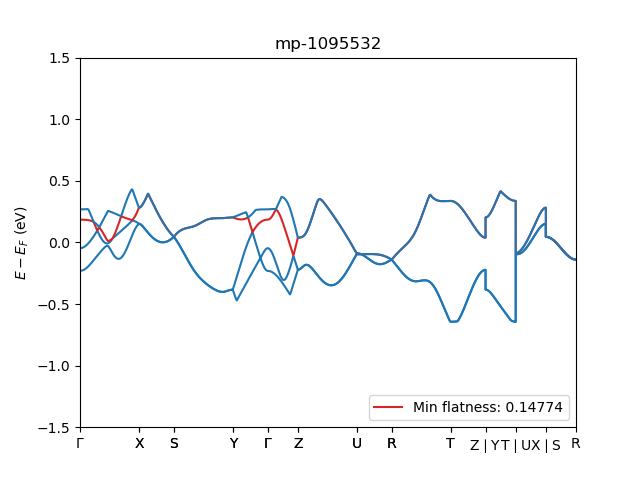 mp-1095532
1.5
1.0
0.5
0.0
−0.5
−1.0
−1.5
E − E_F (eV)
Min flatness: 0.14774
Γ X S Y Γ Z U R T Z | Y T | U X | S R